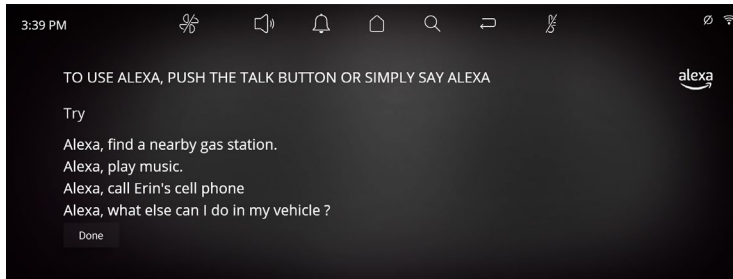 3:39 PM
TO USE ALEXA, PUSH THE TALK BUTTON OR SIMPLY SAY ALEXA
alexa
Try
Alexa, find a nearby gas station.
Alexa, play music.
Alexa, call Erin's cell phone
Alexa, what else can I do in my vehicle ?
Done